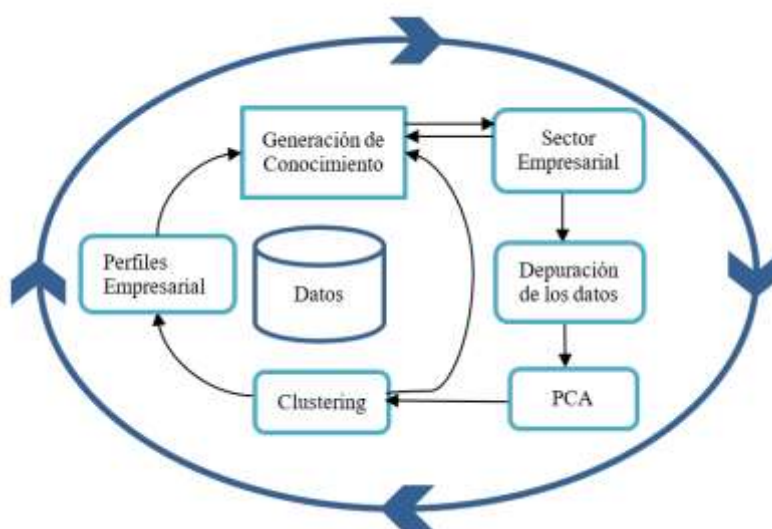 Generación de
Conocimiento
Sector
Empresarial
Perfiles
Empresarial
Datos
Depuración
de los datos
Clustering
PCA